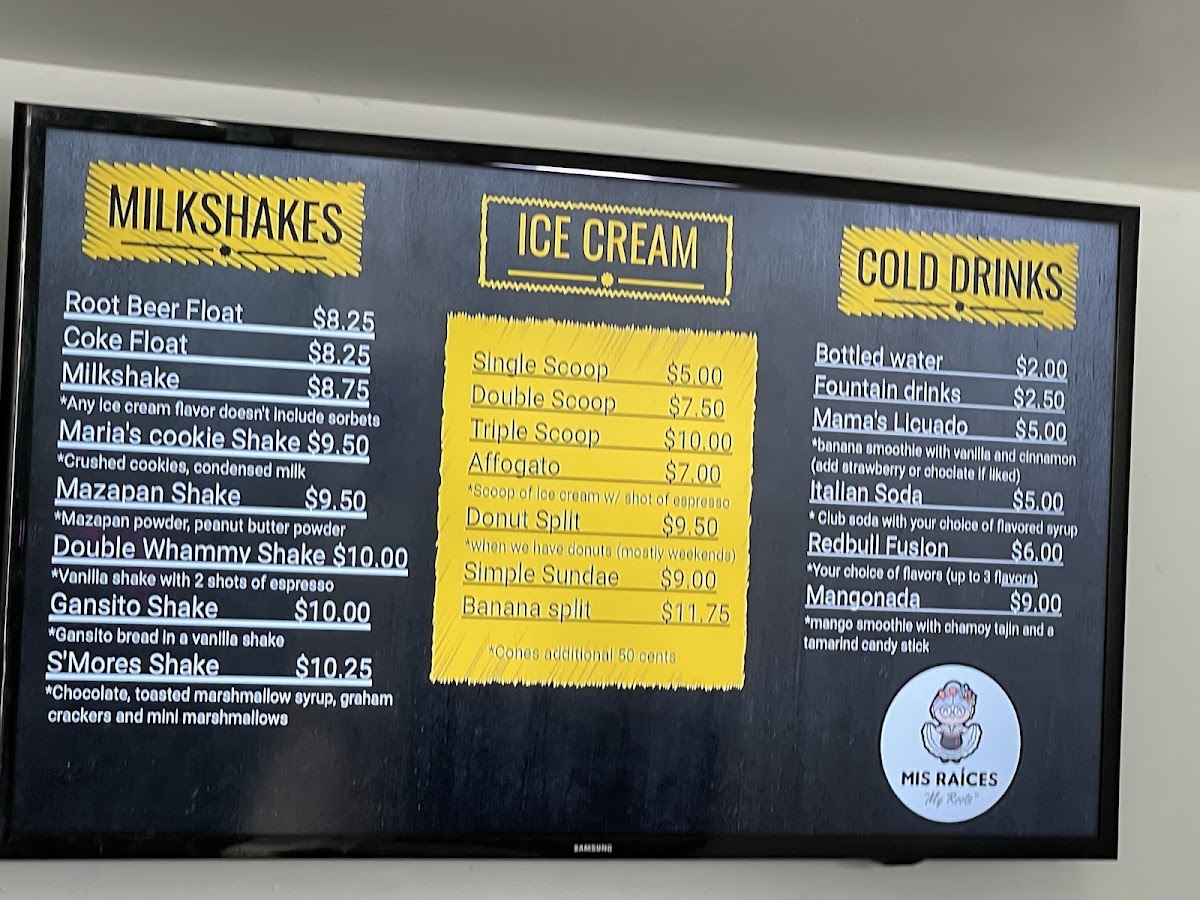 MILKSHAKES
Root Beer Float $8.25
Coke Float $8.25
Milkshake $8.75
*Any ice cream flavor doesn't include sorbets
Maria's cookie Shake $9.50
*Crushed cookies, condensed milk
Mazapan Shake $9.50
*Mazapan powder, peanut butter powder
Double Whammy Shake $10.00
*Vanilla shake with 2 shots of espresso
Gansito Shake $10.00
*Gansito bread in a vanilla shake
S'Mores Shake $10.25
*Chocolate, toasted marshmallow syrup, graham
crackers and mini marshmallows
ICE CREAM
Single Scoop $5.00
Double Scoop $7.50
Triple Scoop $10.00
Affogato $7.00
*Scoop of ice cream w/ shot of espresso
Donut Split $9.50
*when we have donuts (mostly weekends)
Simple Sundae $9.00
Banana split $11.75
*Cones additional 50 cents
COLD DRINKS
Bottled water $2.00
Fountain drinks $2.50
Mama's Licuado $5.00
*banana smoothie with vanilla and cinnamon
(add strawberry or choclate if liked)
Italian Soda $5.00
* Club soda with your choice of flavored syrup
Redbull Fusion $6.00
*Your choice of flavors (up to 3 flavors)
Mangonada $9.00
*mango smoothie with chamoy tajin and a
tamarind candy stick
MIS RAÍCES
"My Roots"
SAMSUNG